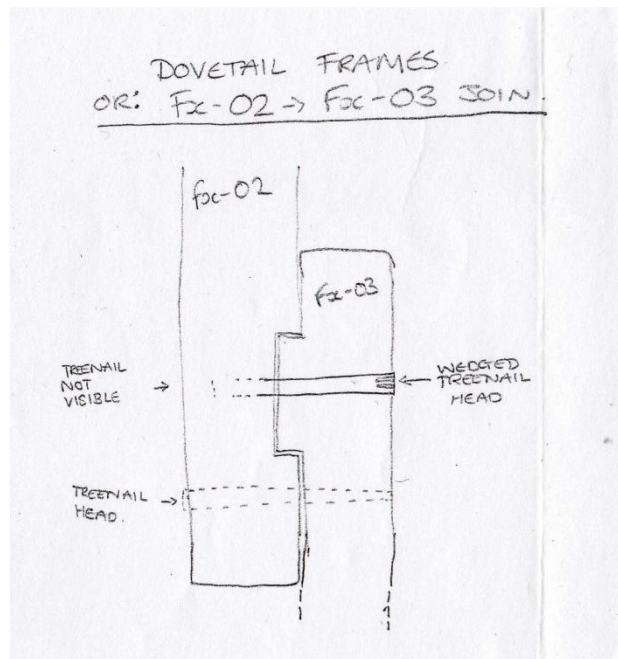 DOVETAIL FRAMES
OR: Fx-02 → Fx-03 JOIN.
Fx-02
Fx-03
TREENAIL
NOT
VISIBLE →
← WEDGED
TREENAIL
HEAD
TREENAIL →
HEAD.